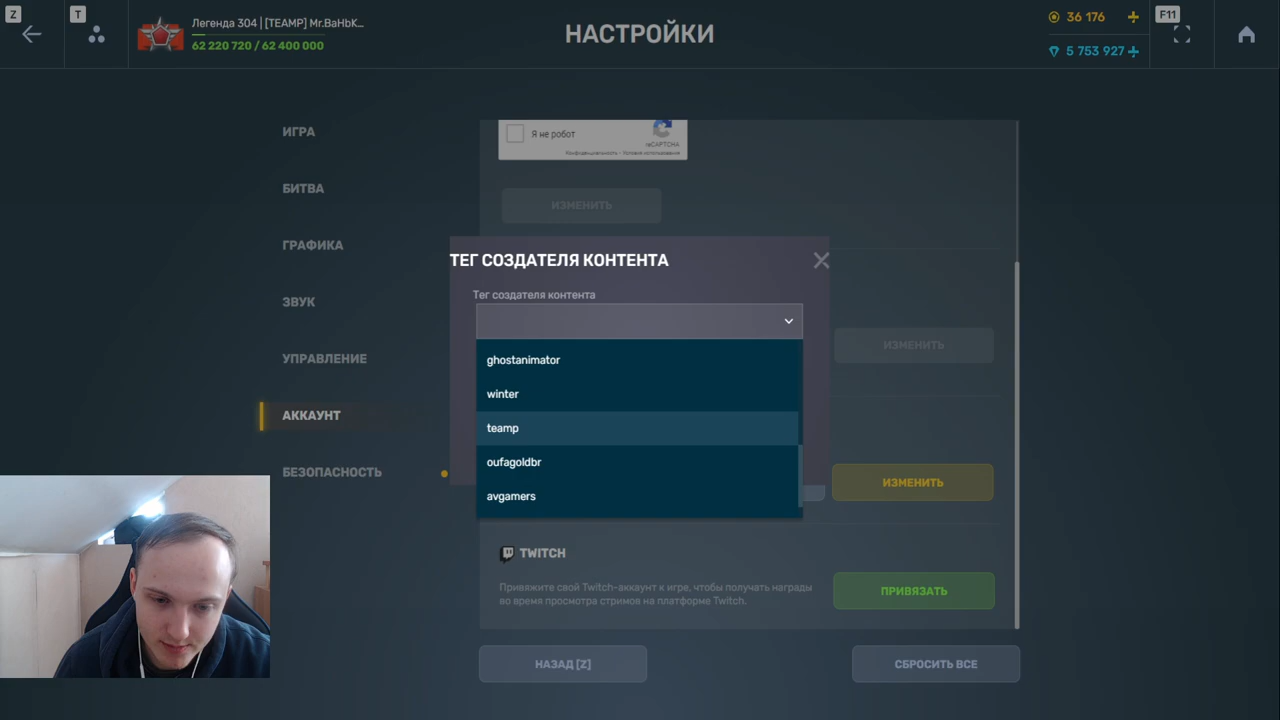 Z
T
Легенда 304 | [TEAMP] Mr.BaHbK...
62 220 720 / 62 400 000
НАСТРОЙКИ
36 176
5 753 927
F11
ИГРА
БИТВА
ГРАФИКА
ЗВУК
УПРАВЛЕНИЕ
АККАУНТ
БЕЗОПАСНОСТЬ
Я не робот
reCAPTCHA
Конфиденциальность - Условия использования
ИЗМЕНИТЬ
ТЕГ СОЗДАТЕЛЯ КОНТЕНТА
Тег создателя контента
ghostanimator
winter
teamp
oufagoldbr
avgamers
ИЗМЕНИТЬ
ИЗМЕНИТЬ
TWITCH
Привяжите свой Twitch-аккаунт к игре, чтобы получать награды
во время просмотра стримов на платформе Twitch.
ПРИВЯЗАТЬ
НАЗАД [Z]
СБРОСИТЬ ВСЕ